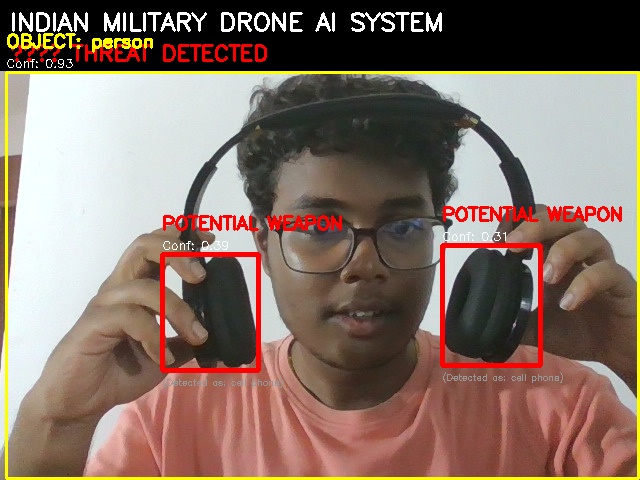 INDIAN MILITARY DRONE AI SYSTEM
OBJECT: person
???? THREAT DETECTED
Conf: 0.93
POTENTIAL WEAPON
Conf: 0.39
(Detected as: cell phone)
POTENTIAL WEAPON
Conf: 0.31
(Detected as: cell phone)